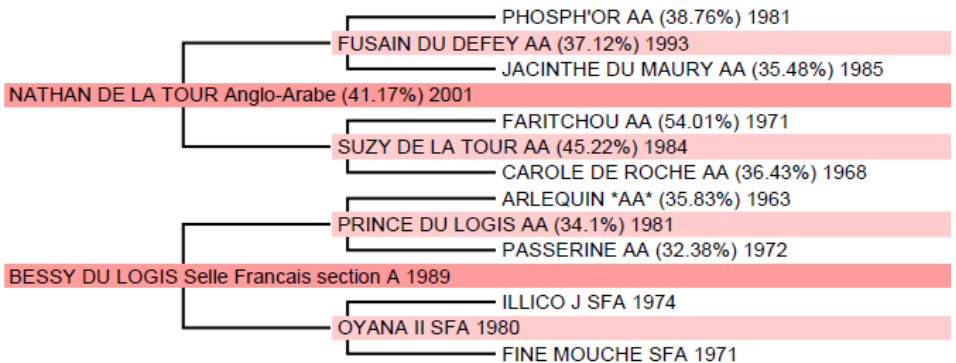 PHOSPH'OR AA (38.76%) 1981
FUSAIN DU DEFEY AA (37.12%) 1993
JACINTHE DU MAURY AA (35.48%) 1985
NATHAN DE LA TOUR Anglo-Arabe (41.17%) 2001
FARITCHOU AA (54.01%) 1971
SUZY DE LA TOUR AA (45.22%) 1984
CAROLE DE ROCHE AA (36.43%) 1968
ARLEQUIN *AA* (35.83%) 1963
PRINCE DU LOGIS AA (34.1%) 1981
PASSERINE AA (32.38%) 1972
BESSY DU LOGIS Selle Francais section A 1989
ILLICO J SFA 1974
OYANA II SFA 1980
FINE MOUCHE SFA 1971